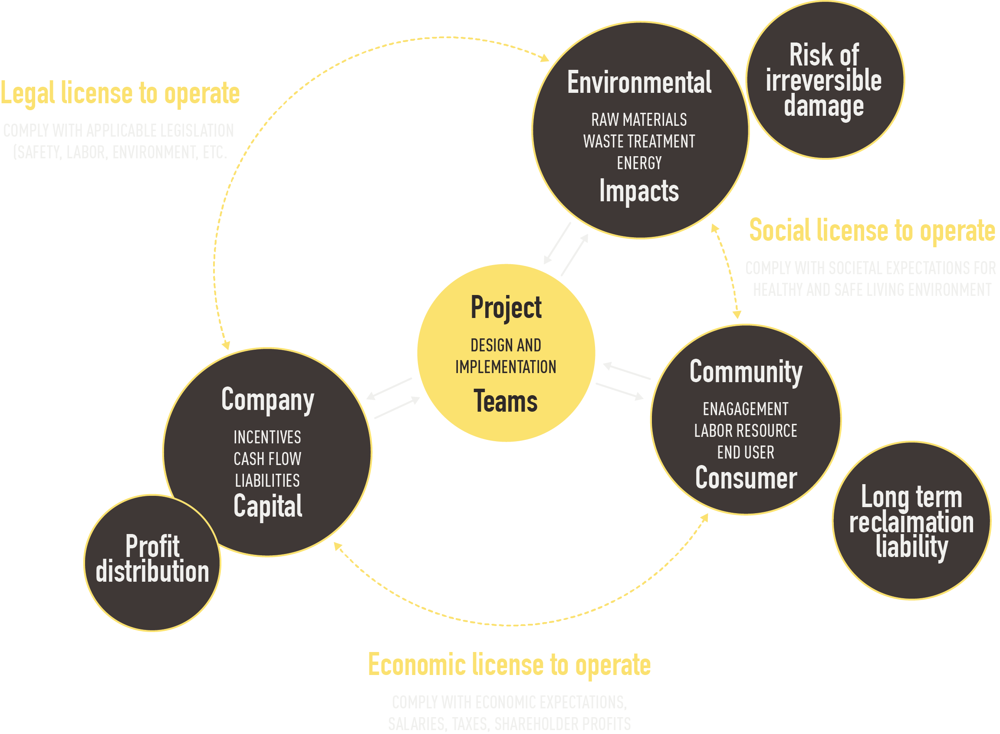 Legal license to operate
COMPLY WITH APPLICABLE LEGISLATION
(SAFETY, LABOR, ENVIRONMENT, ETC.
Environmental
RAW MATERIALS
WASTE TREATMENT
ENERGY
Impacts
Risk of
irreversible
damage
Social license to operate
COMPLY WITH SOCIETAL EXPECTATIONS FOR
HEALTHY AND SAFE LIVING ENVIRONMENT
Project
DESIGN AND
IMPLEMENTATION
Teams
Company
INCENTIVES
CASH FLOW
LIABILITIES
Capital
Profit
distribution
Community
ENAGAGEMENT
LABOR RESOURCE
END USER
Consumer
Long term
reclaimation
liability
Economic license to operate
COMPLY WITH ECONOMIC EXPECTATIONS,
SALARIES, TAXES, SHAREHOLDER PROFITS